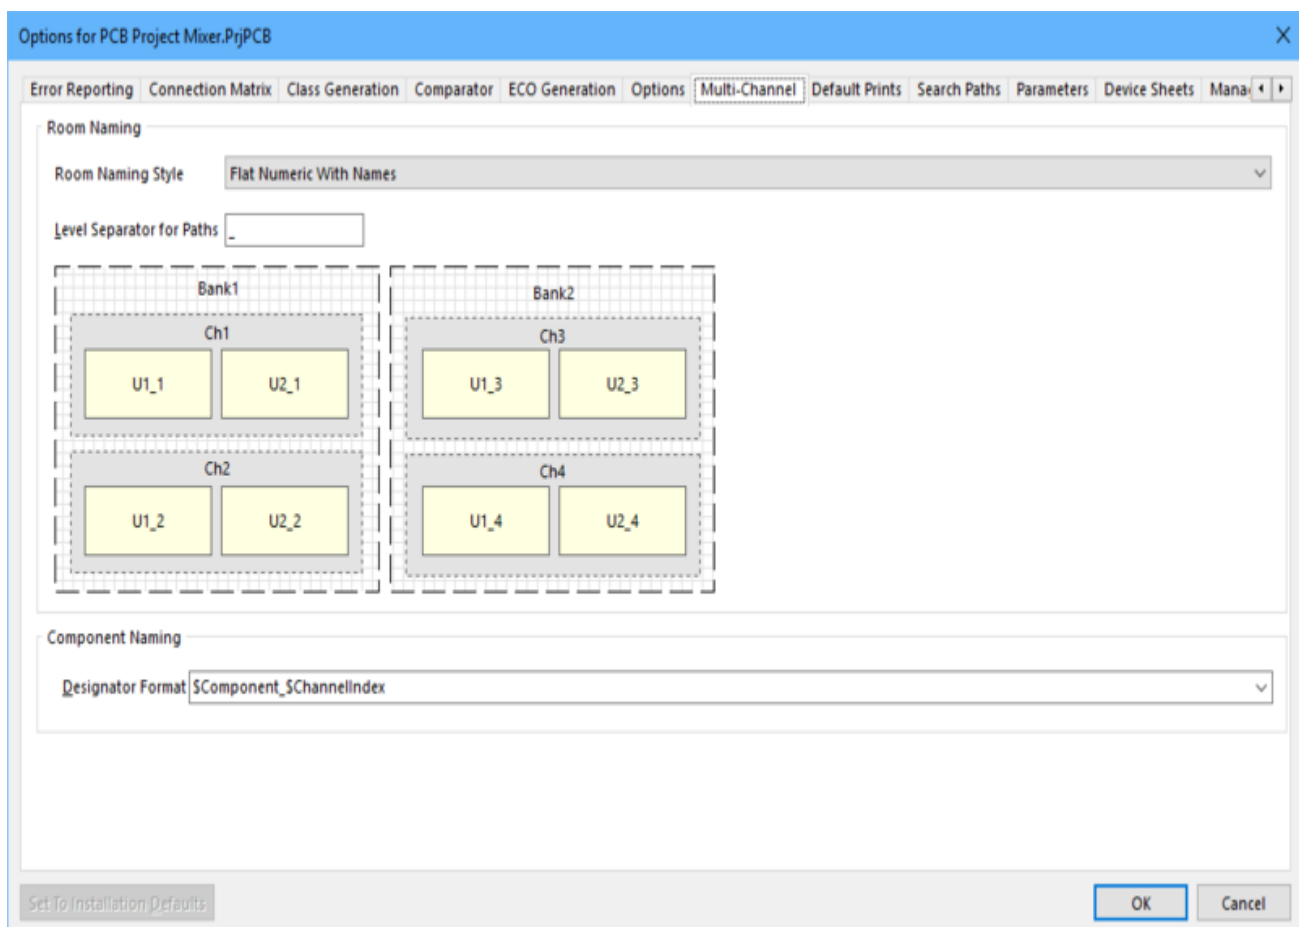 Options for PCB Project Mixer.PrjPCB
Error Reporting Connection Matrix Class Generation Comparator ECO Generation Options Multi-Channel Default Prints Search Paths Parameters Device Sheets Mana
Room Naming
Room Naming Style Flat Numeric With Names
Level Separator for Paths _
Bank1 Bank2
Ch1 Ch3
U1_1 U2_1 U1_3 U2_3
Ch2 Ch4
U1_2 U2_2 U1_4 U2_4
Component Naming
Designator Format $Component_$ChannelIndex
Set To Installation Defaults OK Cancel